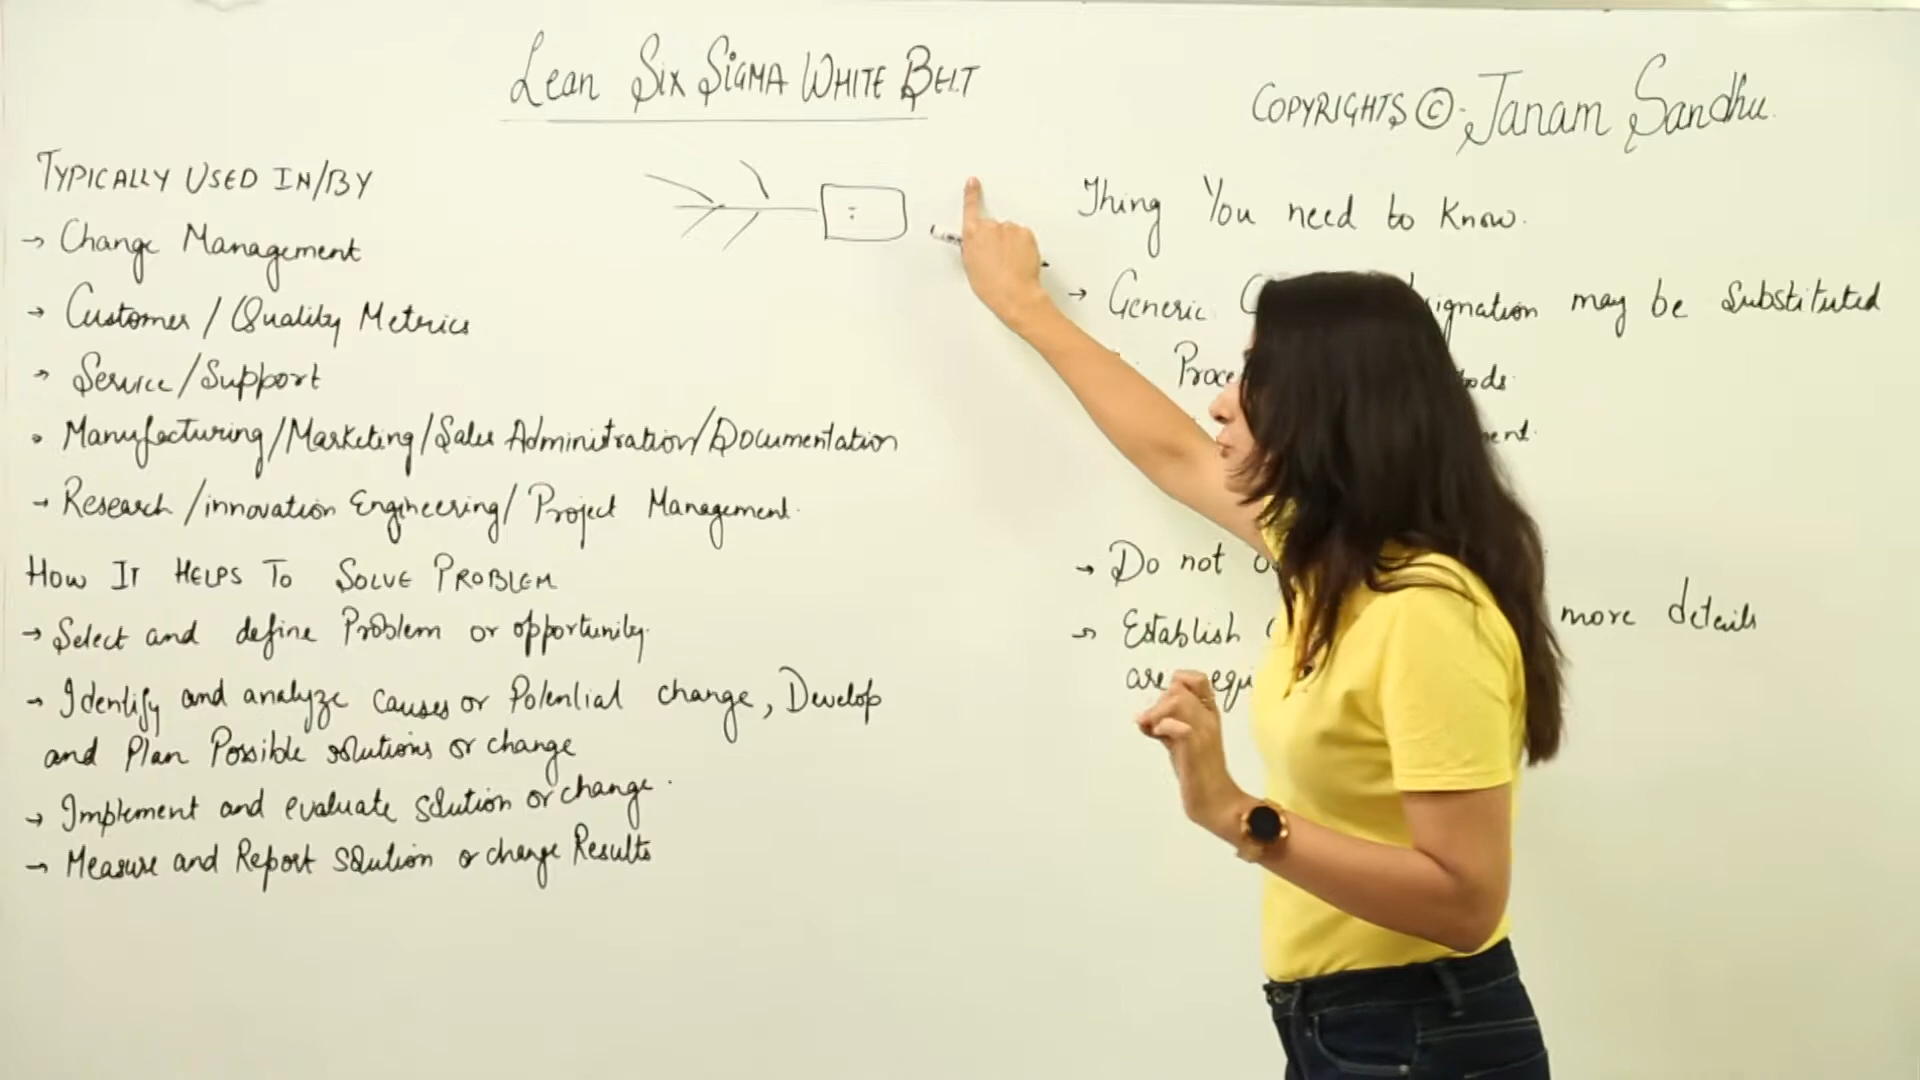 Lean Six Sigma White Belt
Copyrights © Janam Sandhu
Typically Used In/By
→ Change Management
→ Customer/Quality Metrics
→ Service/Support
• Manufacturing/Marketing/Sales Administration/Documentation
→ Research/innovation Engineering/Project Management.
How It Helps To Solve Problem
→ Select and define Problem or opportunity.
→ Identify and analyze causes or Potential change, Develop
and Plan Possible solutions or change
→ Implement and evaluate solution or change.
→ Measure and Report solution or change Results
Thing You need to Know.
→ Generic may be Substituted
→ Do not
→ Establish more details
are